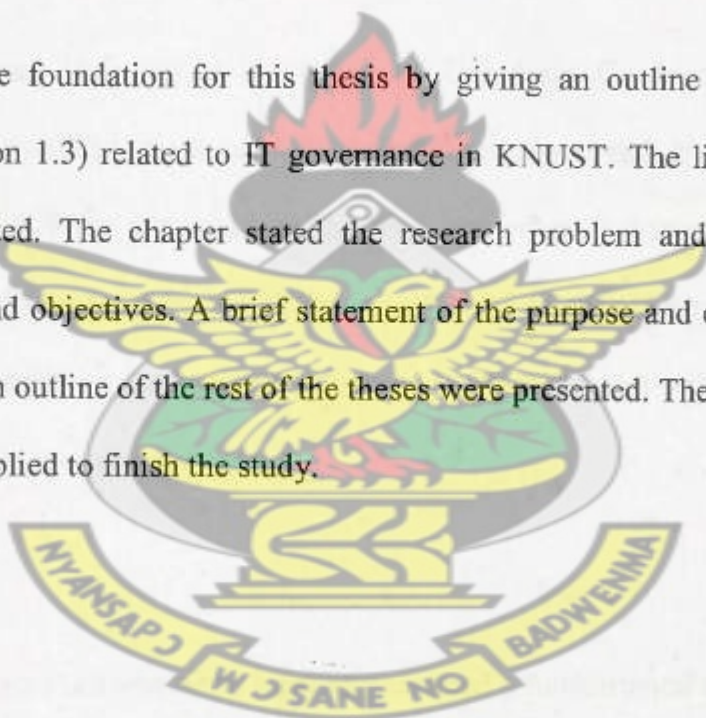 e foundation for this thesis by giving an outline
on 1.3) related to IT governance in KNUST. The li
ed. The chapter stated the research problem and
nd objectives. A brief statement of the purpose and
n outline of the rest of the theses were presented. The
plied to finish the study.
NYANSAPƆ WƆSANE NO BADWENMA